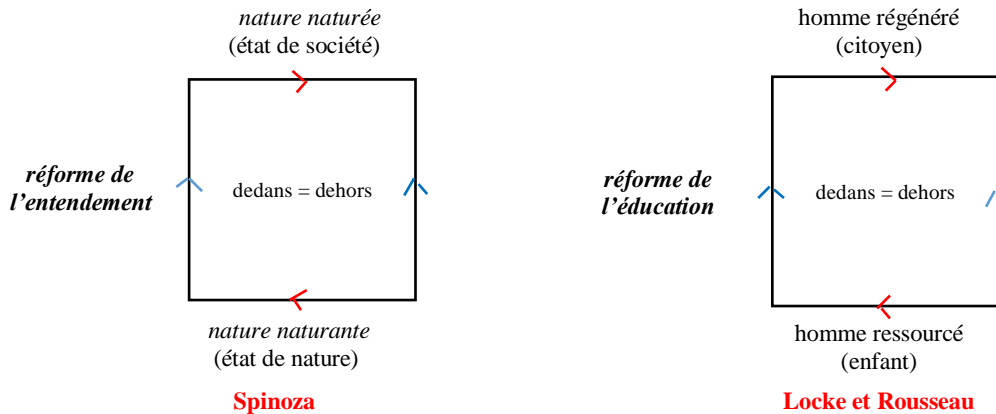 nature naturée
(état de société)
réforme de
l’entendement
dedans = dehors
nature naturante
(état de nature)
Spinoza
homme régénéré
(citoyen)
réforme de
l’éducation
dedans = dehors
homme ressourcé
(enfant)
Locke et Rousseau